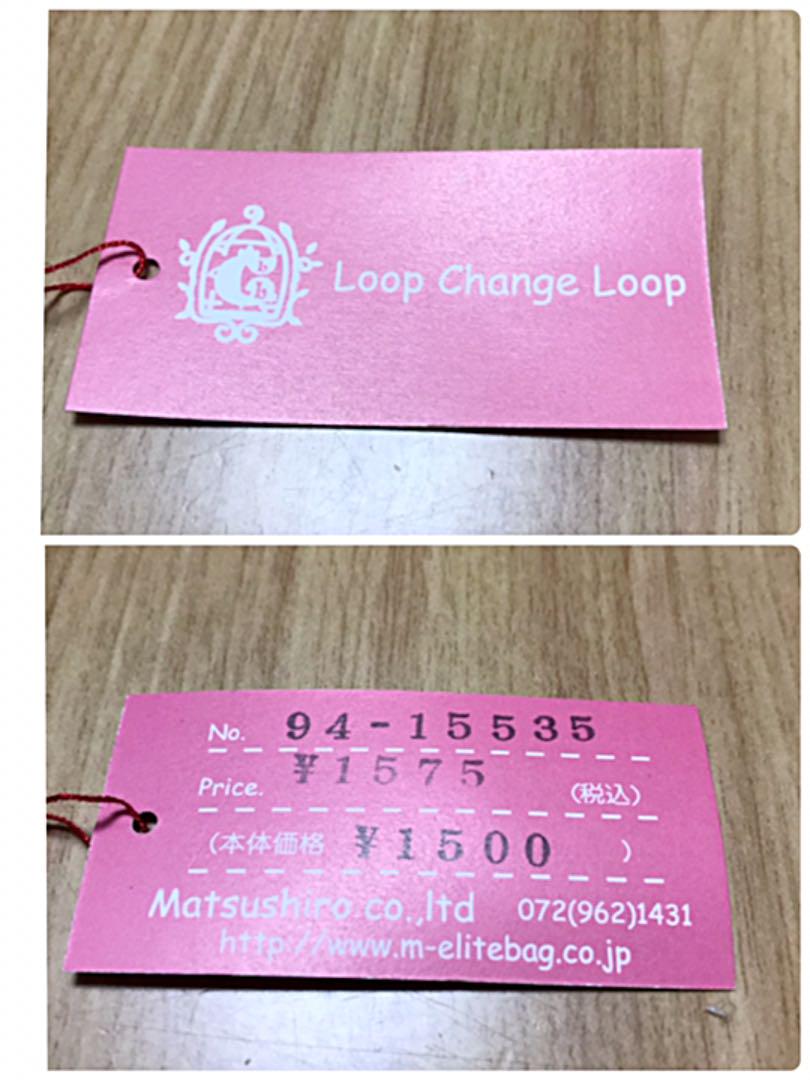 Loop Change Loop
No. 94-15535
Price. ¥1575 (税込)
(本体価格 ¥1500 )
Matsushiro co.,ltd 072(962)1431
http://www.m-elitebag.co.jp